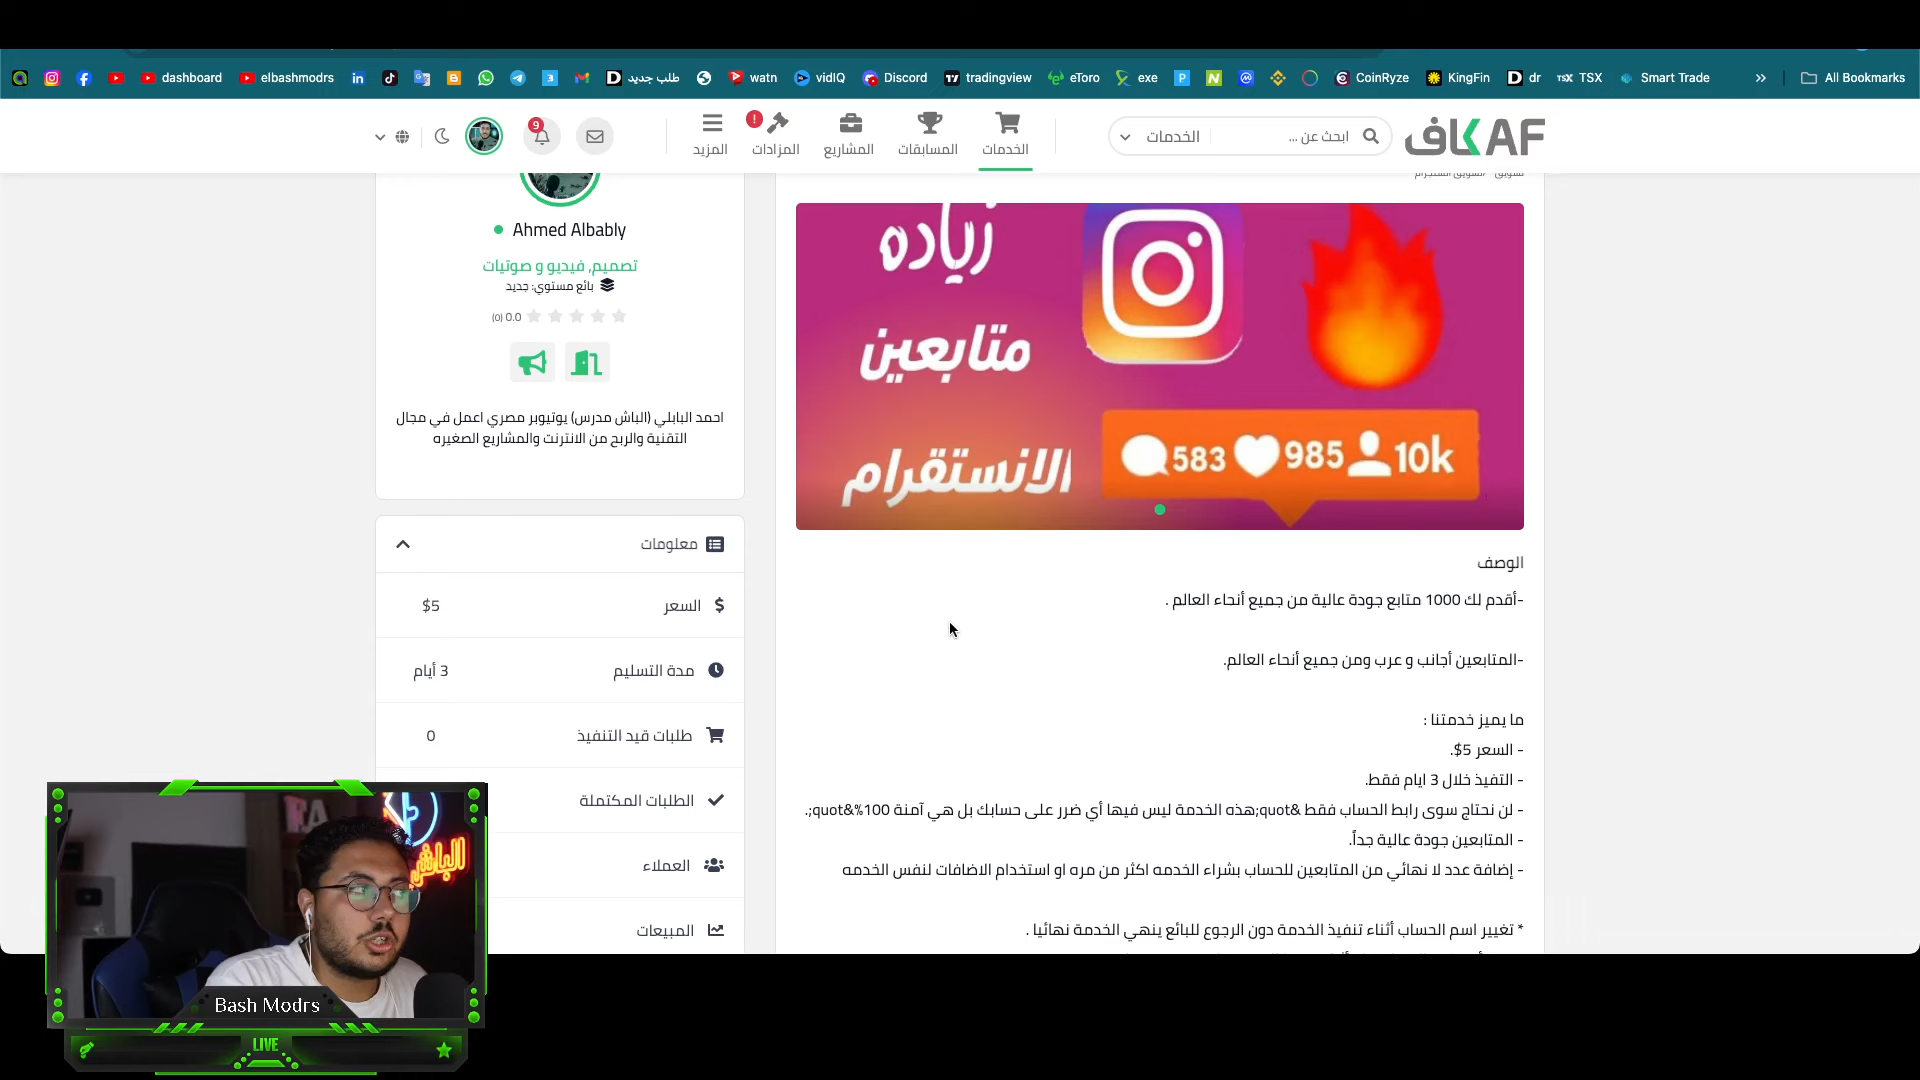 dashboard
elbashmodrs
طلب جديد
watn
vidIQ
Discord
tradingview
eToro
exe
CoinRyze
KingFin
dr
TSX
Smart Trade
All Bookmarks
كاف KAF
ابحث عن ...
الخدمات
الخدمات
المسابقات
المشاريع
المزادات
المزيد
9
زياده
متابعين
الانستقرام
583 985 10k
الوصف
-أقدم لك 1000 متابع جودة عالية من جميع أنحاء العالم .
-المتابعين أجانب و عرب ومن جميع أنحاء العالم.
ما يميز خدمتنا :
- السعر 5$.
- التفيذ خلال 3 ايام فقط.
- لن نحتاج سوى رابط الحساب فقط &quot;هذه الخدمة ليس فيها أي ضرر على حسابك بل هي آمنة 100%&quot;.
- المتابعين جودة عالية جداً.
- إضافة عدد لا نهائي من المتابعين للحساب بشراء الخدمه اكثر من مره او استخدام الاضافات لنفس الخدمه
* تغيير اسم الحساب أثناء تنفيذ الخدمة دون الرجوع للبائع ينهي الخدمة نهائيا .
Ahmed Albably
تصميم, فيديو و صوتيات
بائع مستوي: جديد
0.0 (0)
احمد البابلي (الباش مدرس) يوتيوبر مصري اعمل في مجال
التقنية والربح من الانترنت والمشاريع الصغيره
معلومات
السعر $5
مدة التسليم 3 أيام
طلبات قيد التنفيذ 0
الطلبات المكتملة
العملاء
المبيعات
الباش
Bash Modrs
LIVE